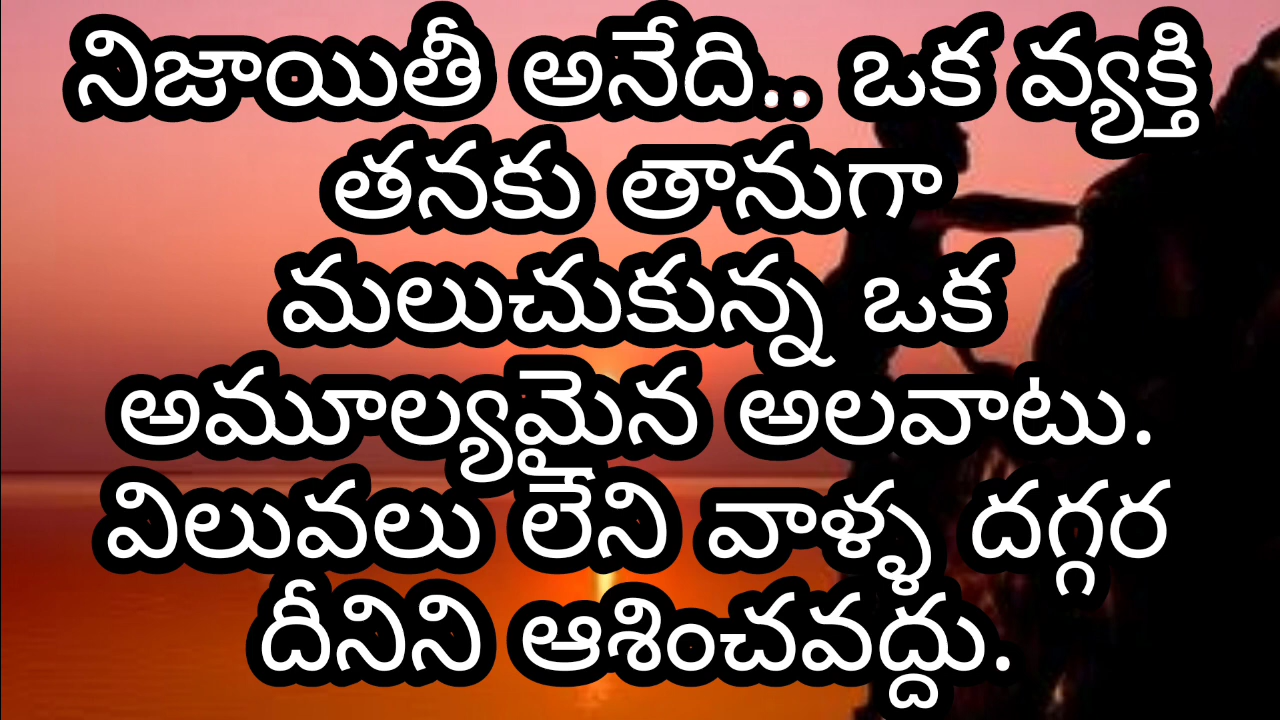 నిజాయితీ అనేది.. ఒక వ్యక్తి
తనకు తానుగా
మలుచుకున్న ఒక
అమూల్యమైన అలవాటు.
విలువలు లేని వాళ్ళ దగ్గర
దీనిని ఆశించవద్దు.